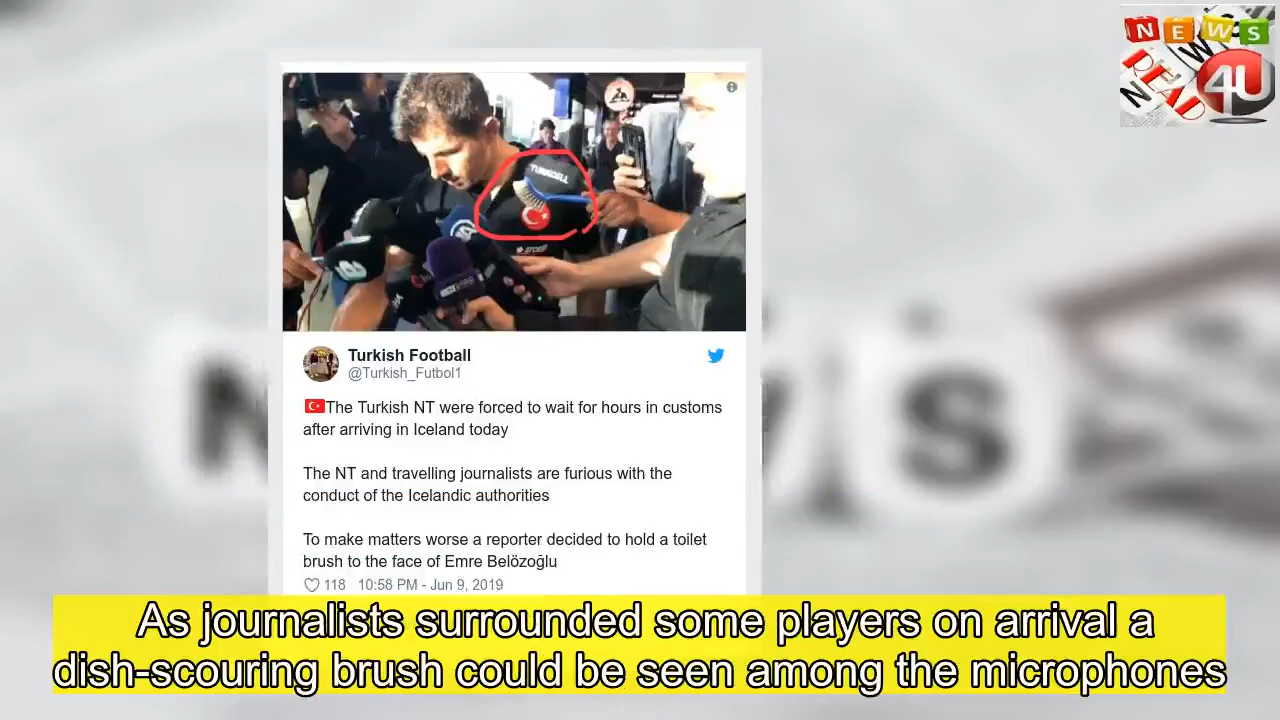 NEWS
READ
4U
TURKCELL
Turkish Football
@Turkish_Futbol1
🇹🇷The Turkish NT were forced to wait for hours in customs
after arriving in Iceland today
The NT and travelling journalists are furious with the
conduct of the Icelandic authorities
To make matters worse a reporter decided to hold a toilet
brush to the face of Emre Belözoğlu
118 10:58 PM - Jun 9, 2019
As journalists surrounded some players on arrival a
dish-scouring brush could be seen among the microphones